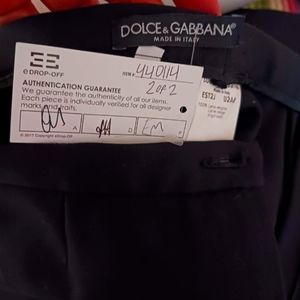 DOLCE & GABBANA
MADE IN ITALY
eDROP-OFF
ITEM # 440114
2 of 2
AUTHENTICATION GUARANTEE
We guarantee the authenticity of all our items.
Each piece is individually verified for all designer
marks and traits.
A
D
EM
© 2017 Copyright eDrop-Off